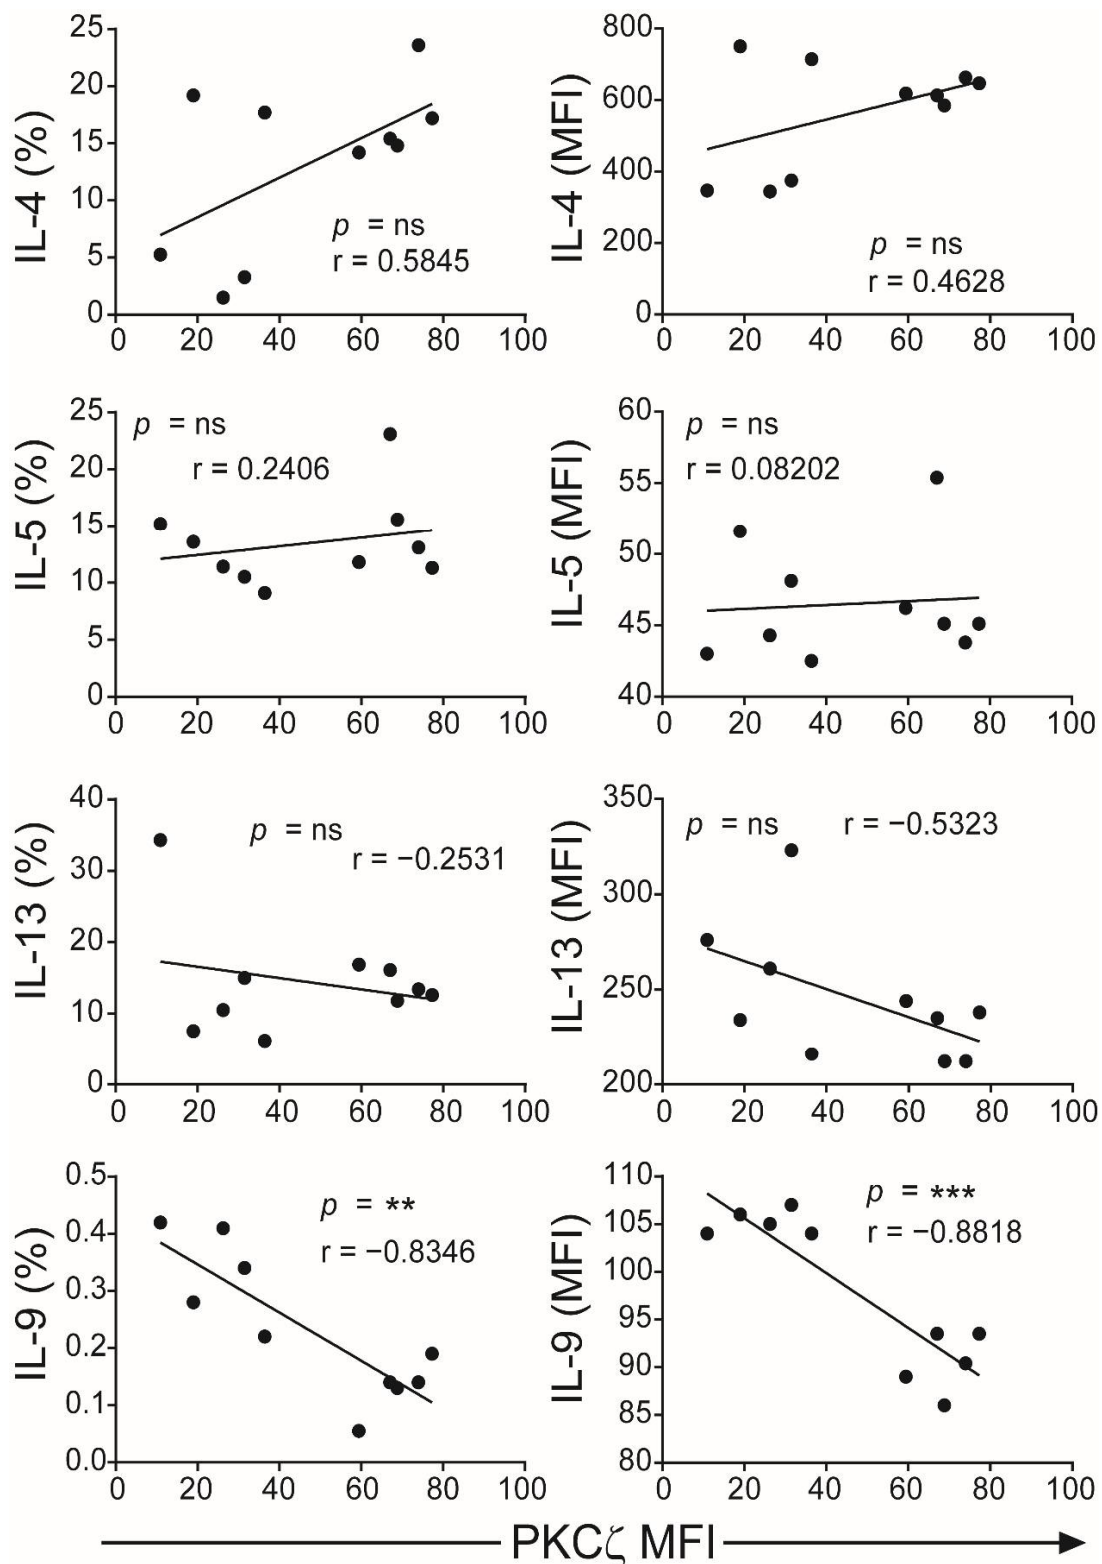 IL-4 (%)
25
20
15
10
5
0
p = ns
r = 0.5845
0 20 40 60 80 100
IL-4 (MFI)
800
600
400
200
0
p = ns
r = 0.4628
0 20 40 60 80 100
IL-5 (%)
25
20
15
10
5
0
p = ns
r = 0.2406
0 20 40 60 80 100
IL-5 (MFI)
60
55
50
45
40
p = ns
r = 0.08202
0 20 40 60 80 100
IL-13 (%)
40
30
20
10
0
p = ns
r = −0.2531
0 20 40 60 80 100
IL-13 (MFI)
350
300
250
200
p = ns r = −0.5323
0 20 40 60 80 100
IL-9 (%)
0.5
0.4
0.3
0.2
0.1
0.0
p = **
r = −0.8346
0 20 40 60 80 100
IL-9 (MFI)
110
105
100
95
90
85
80
p = ***
r = −0.8818
0 20 40 60 80 100
PKCζ MFI